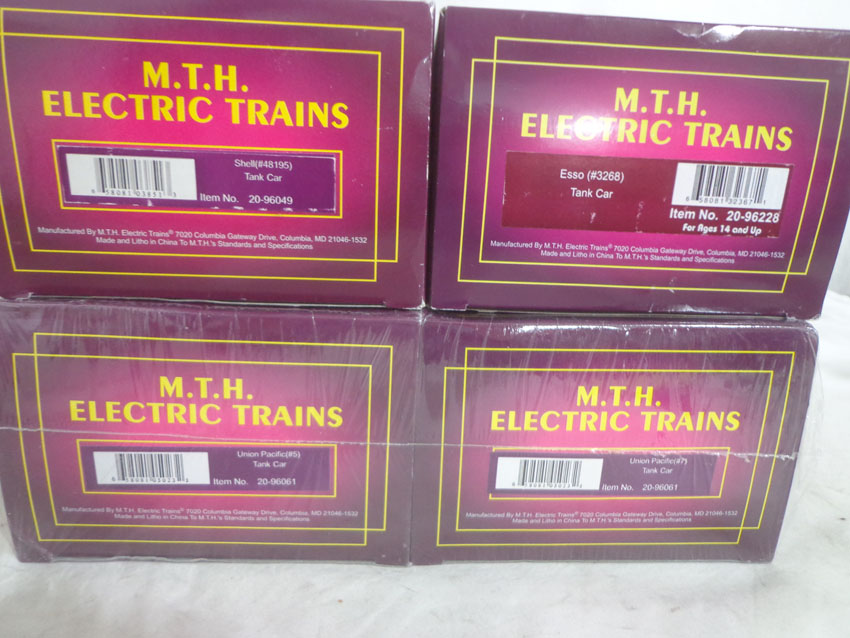 M.T.H.
ELECTRIC TRAINS
Shell(#48195)
Tank Car
Item No. 20-96049
Manufactured By M.T.H. Electric Trains® 7020 Columbia Gateway Drive, Columbia, MD 21046-1532
Made and Litho in China To M.T.H.'s Standards and Specifications
M.T.H.
ELECTRIC TRAINS
Esso (#3268)
Tank Car
Item No. 20-96228
For Ages 14 and Up
Manufactured By M.T.H. Electric Trains® 7020 Columbia Gateway Drive, Columbia, MD 21046-1532
Made and Litho in China To M.T.H.'s Standards and Specifications
M.T.H.
ELECTRIC TRAINS
Union Pacific(#5)
Tank Car
Item No. 20-96061
Manufactured By M.T.H. Electric Trains® 7020 Columbia Gateway Drive, Columbia, MD 21046-1532
Made and Litho in China To M.T.H.'s Standards and Specifications
M.T.H.
ELECTRIC TRAINS
Union Pacific(#7)
Tank Car
Item No. 20-96061
Manufactured By M.T.H. Electric Trains® 7020 Columbia Gateway Drive, Columbia, MD 21046-1532
Made and Litho in China To M.T.H.'s Standards and Specifications